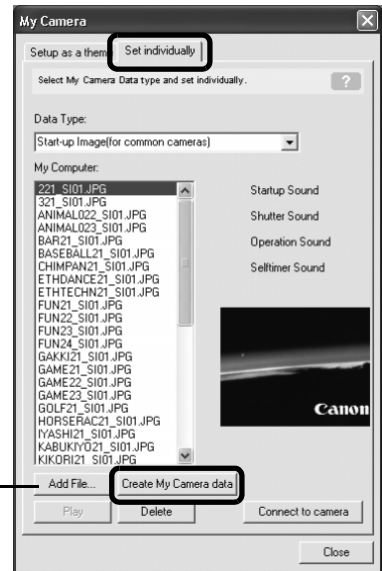 My Camera
Setup as a them
Set individually
Select My Camera Data type and set individually.
?
Data Type:
Start-up Image(for common cameras)
My Computer:
221_SI01.JPG
321_SI01.JPG
ANIMAL022_SI01.JPG
ANIMAL023_SI01.JPG
BAR21_SI01.JPG
BASEBALL21_SI01.JPG
CHIMPAN21_SI01.JPG
ETHDANCE21_SI01.JPG
ETHTECHN21_SI01.JPG
FUN21_SI01.JPG
FUN22_SI01.JPG
FUN23_SI01.JPG
FUN24_SI01.JPG
GAKKI21_SI01.JPG
GAME21_SI01.JPG
GAME22_SI01.JPG
GAME23_SI01.JPG
GOLF21_SI01.JPG
HORSERAC21_SI01.JPG
IYASHI21_SI01.JPG
KABUKIYO21_SI01.JPG
KIKORI21_SI01.JPG
Startup Sound
Shutter Sound
Operation Sound
Selftimer Sound
Canon
Add File...
Create My Camera data
Play
Delete
Connect to camera
Close